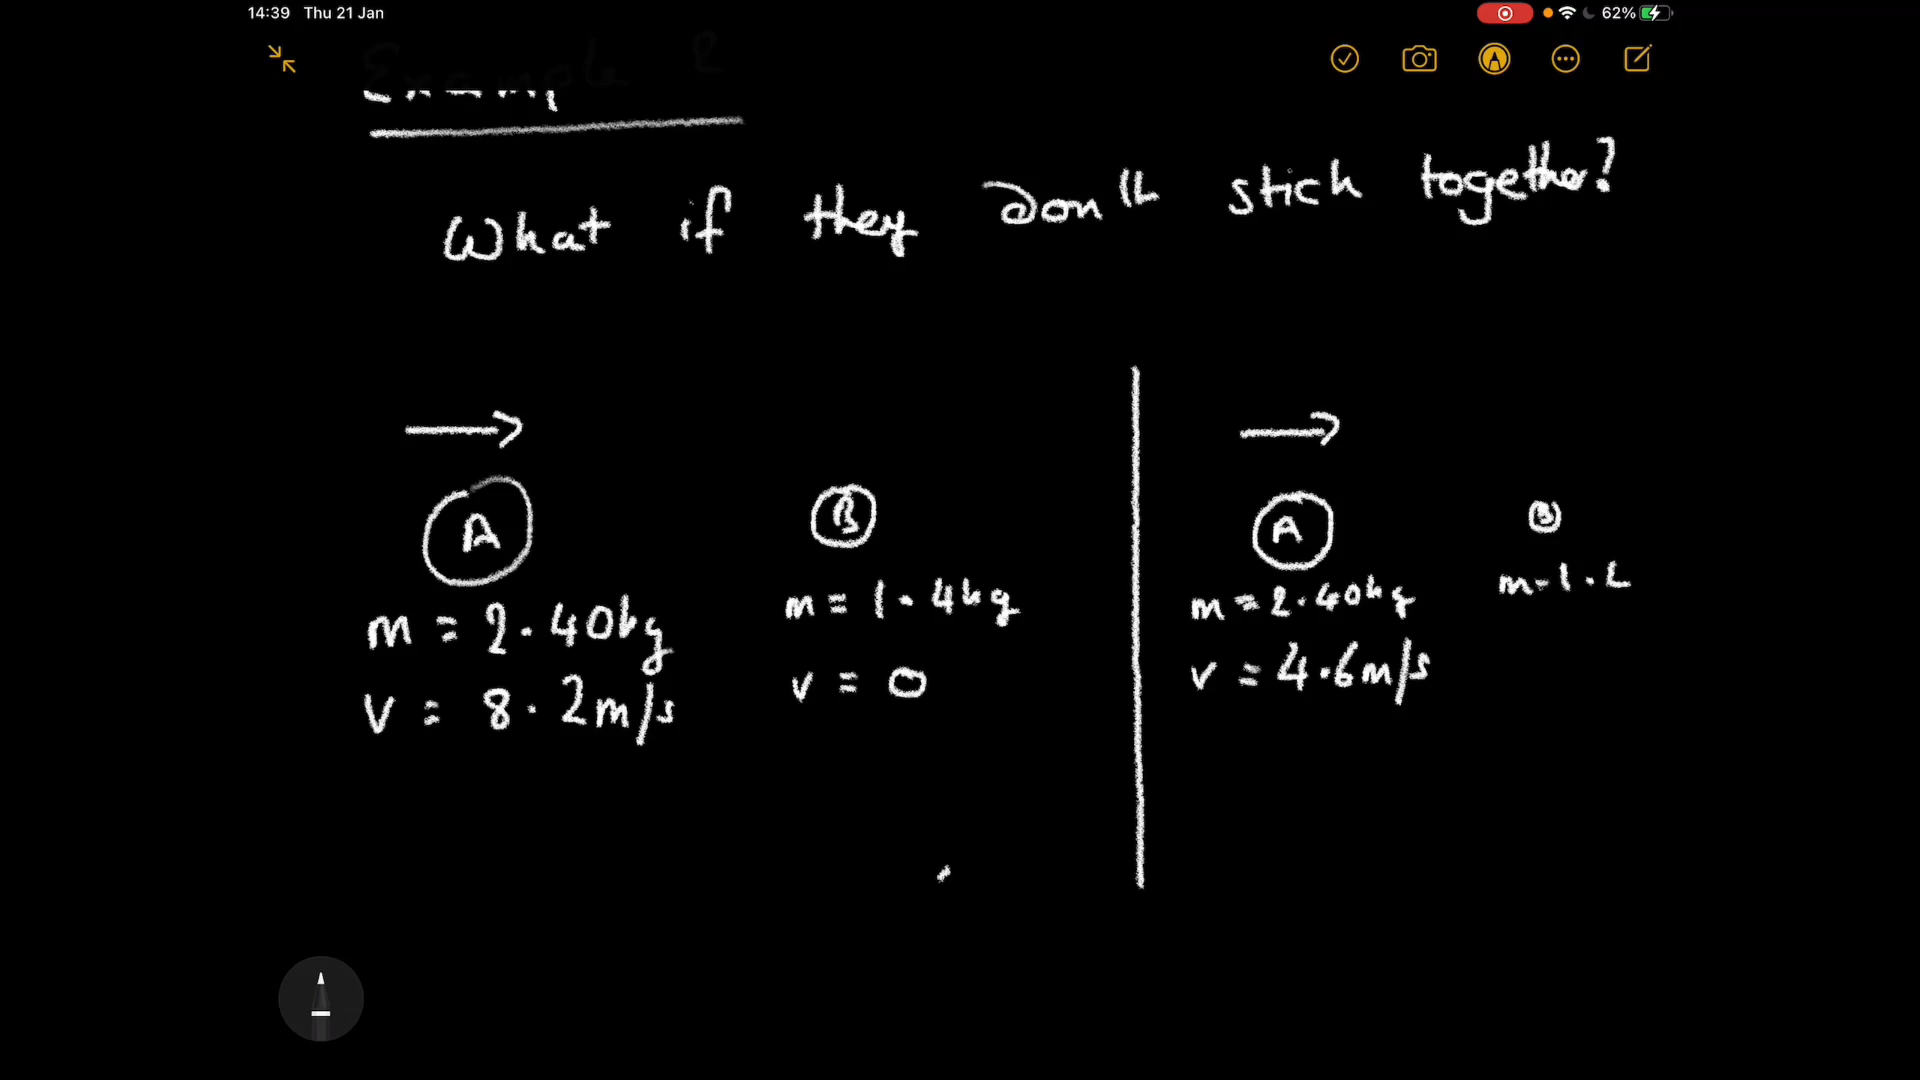 14:39 Thu 21 Jan
62%
Example 2
What if they don't stick together?
A
B
m = 2.40kg
m = 1.4kg
v = 8.2m/s
v = 0
A
B
m = 2.40kg
m = 1.
v = 4.6m/s